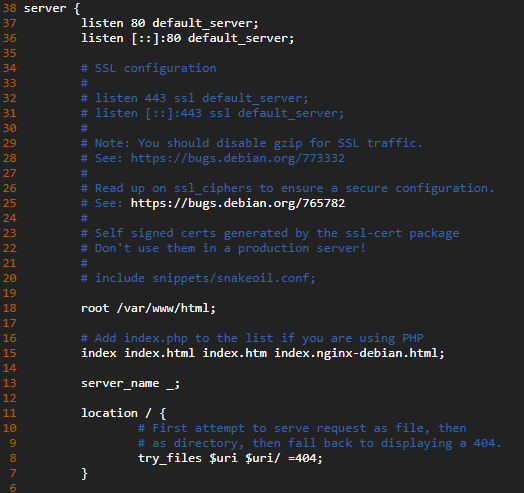 38 server {
37 listen 80 default_server;
36 listen [::]:80 default_server;
35
34 # SSL configuration
33 #
32 # listen 443 ssl default_server;
31 # listen [::]:443 ssl default_server;
30 #
29 # Note: You should disable gzip for SSL traffic.
28 # See: https://bugs.debian.org/773332
27 #
26 # Read up on ssl_ciphers to ensure a secure configuration.
25 # See: https://bugs.debian.org/765782
24 #
23 # Self signed certs generated by the ssl-cert package
22 # Don't use them in a production server!
21 #
20 # include snippets/snakeoil.conf;
19
18 root /var/www/html;
17
16 # Add index.php to the list if you are using PHP
15 index index.html index.htm index.nginx-debian.html;
14
13 server_name _;
12
11 location / {
10 # First attempt to serve request as file, then
9 # as directory, then fall back to displaying a 404.
8 try_files $uri $uri/ =404;
7 }
6